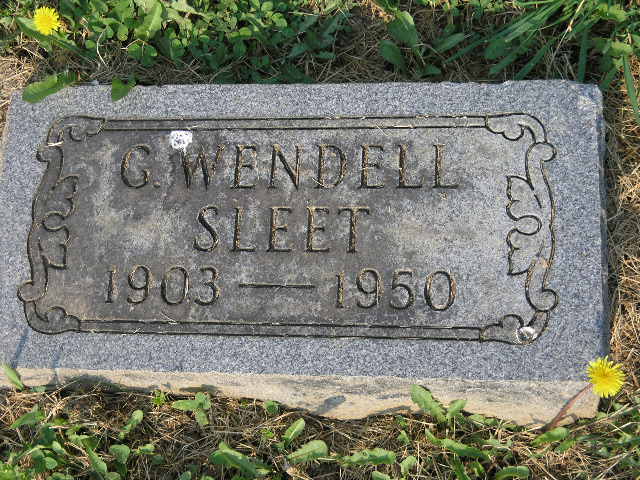 G. WENDELL
SLEET
1903 — 1950